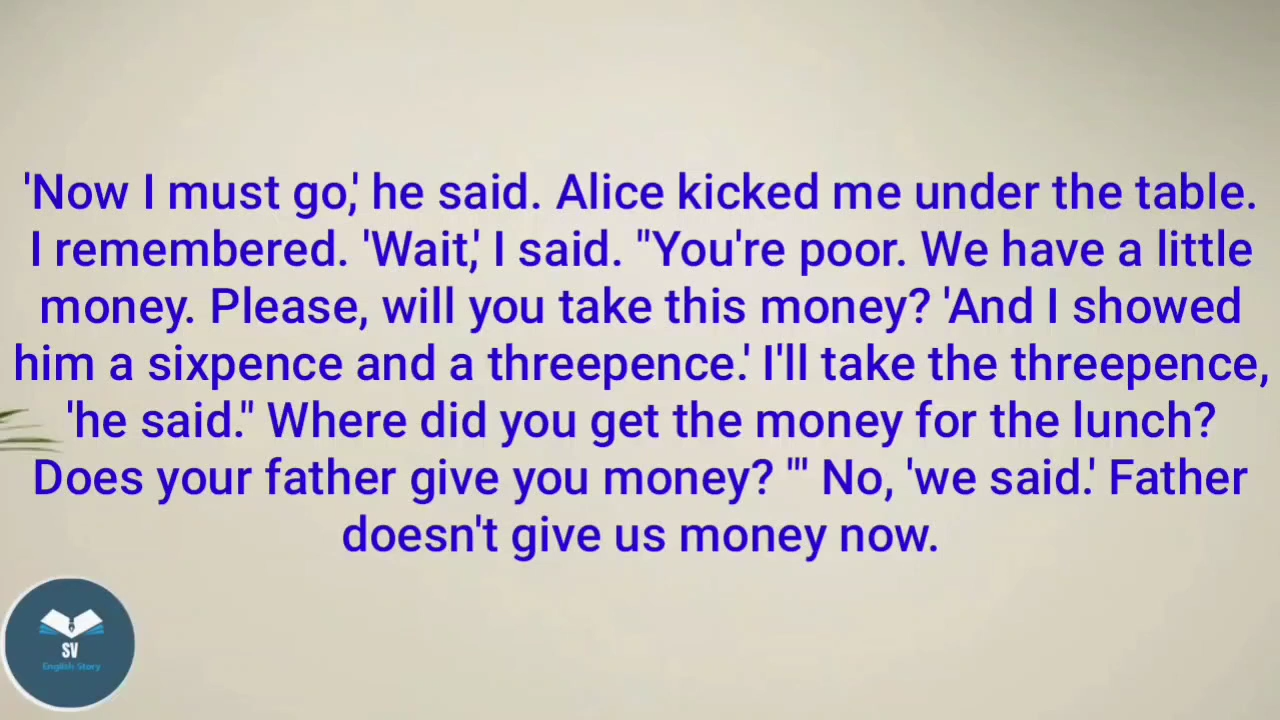 'Now I must go,' he said. Alice kicked me under the table.
I remembered. 'Wait,' I said. "You're poor. We have a little
money. Please, will you take this money? 'And I showed
him a sixpence and a threepence.' I'll take the threepence,
'he said." Where did you get the money for the lunch?
Does your father give you money? "' No, 'we said.' Father
doesn't give us money now.
SV
English Story